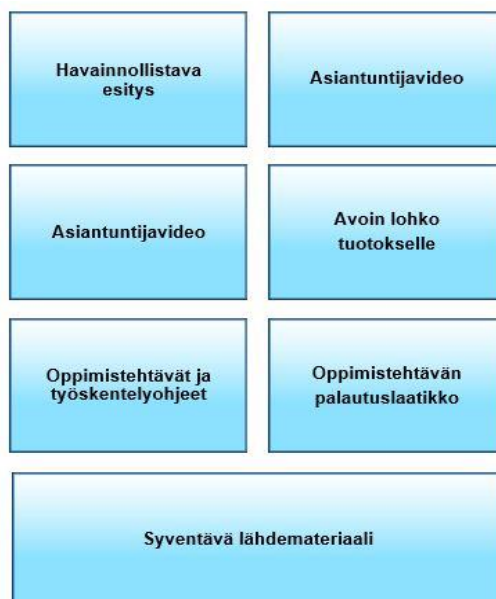 Havainnollistava
esitys
Asiantuntijavideo
Asiantuntijavideo
Avoin lohko
tuotokselle
Oppimistehtävät ja
työskentelyohjeet
Oppimistehtävän
palautuslaatikko
Syventävä lähdemateriaali